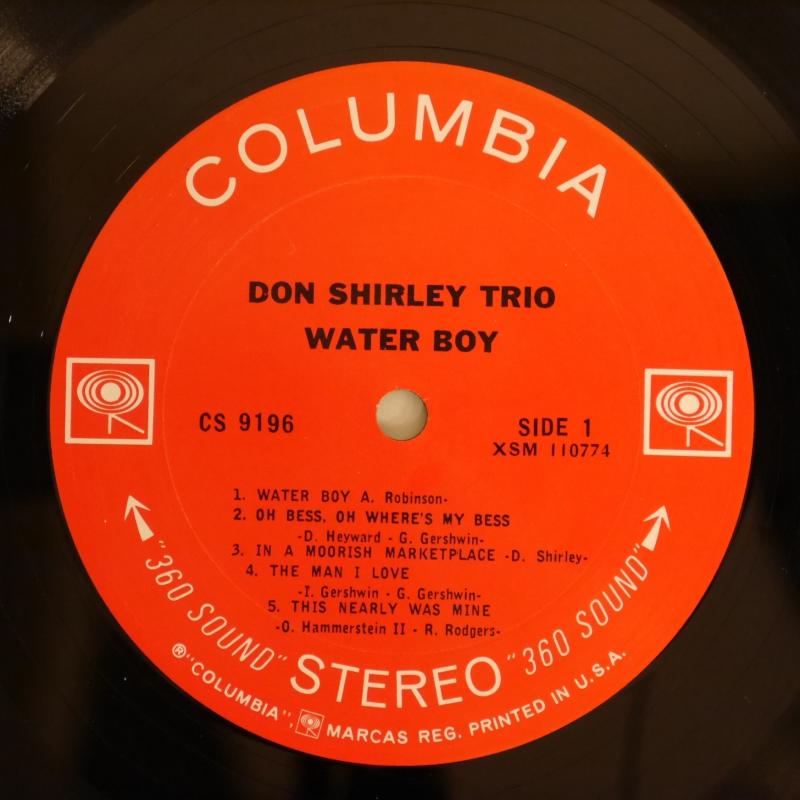 COLUMBIA
DON SHIRLEY TRIO
WATER BOY
CS 9196
SIDE 1
XSM 110774
1. WATER BOY A. Robinson-
2. OH BESS, OH WHERE'S MY BESS
-D. Heyward - G. Gershwin-
3. IN A MOORISH MARKETPLACE -D. Shirley-
4. THE MAN I LOVE
-I. Gershwin - G. Gershwin-
5. THIS NEARLY WAS MINE
-O. Hammerstein II - R. Rodgers-
"360 SOUND" STEREO "360 SOUND"
®"COLUMBIA", MARCAS REG. PRINTED IN U.S.A.